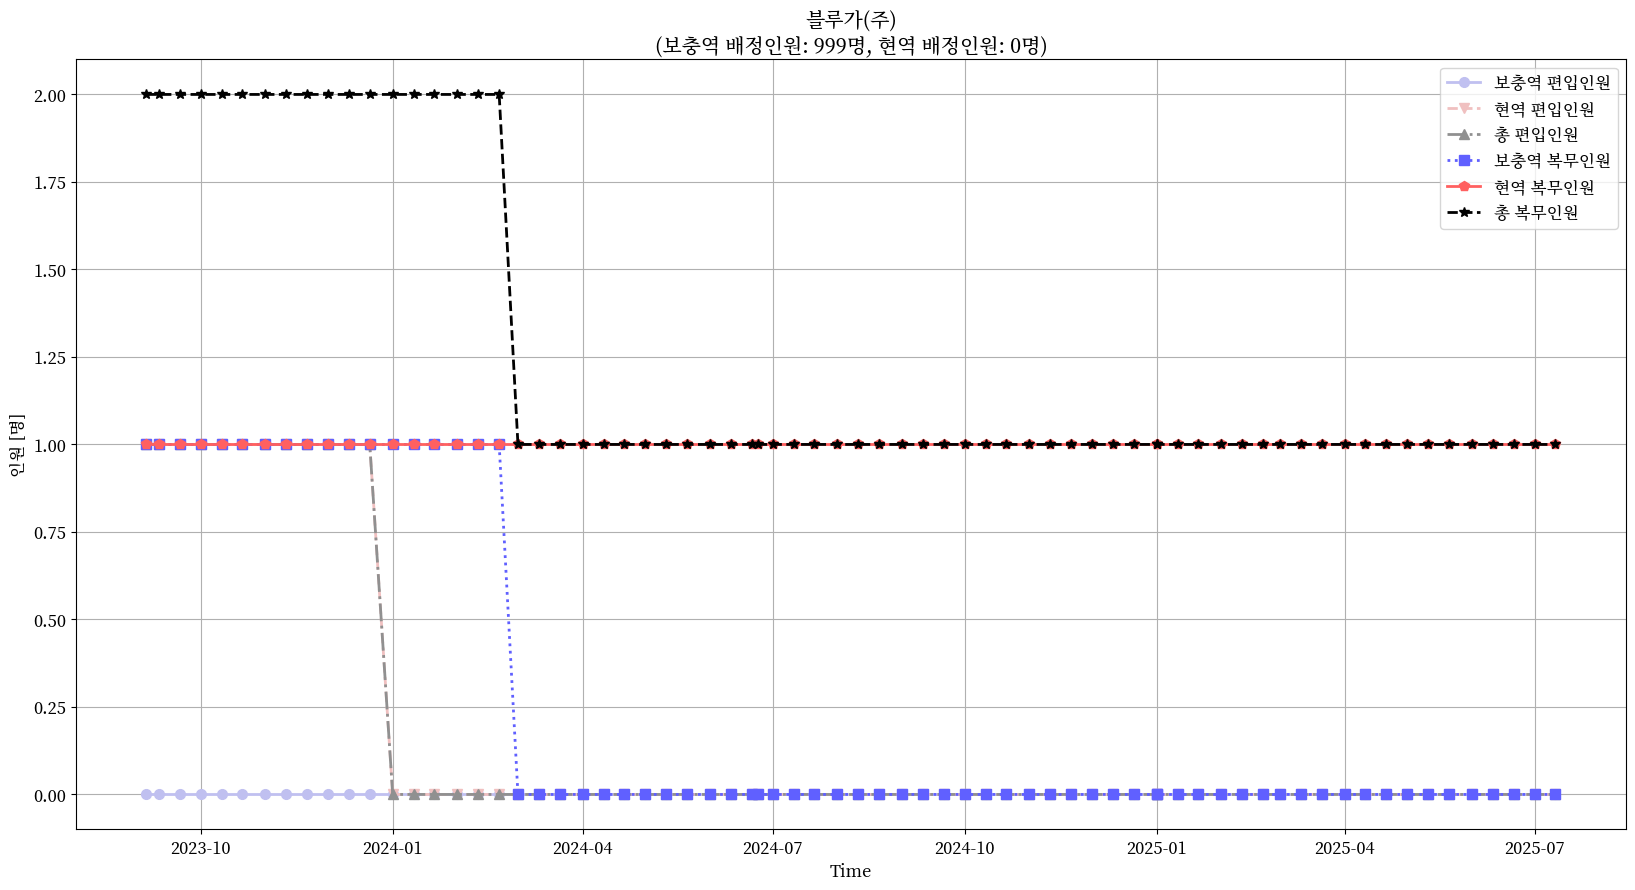 블루가(주)
(보충역 배정인원: 999명, 현역 배정인원: 0명)
보충역 편입인원
현역 편입인원
총 편입인원
보충역 복무인원
현역 복무인원
총 복무인원
인원 [명]
2.00
1.75
1.50
1.25
1.00
0.75
0.50
0.25
0.00
2023-10
2024-01
2024-04
2024-07
2024-10
2025-01
2025-04
2025-07
Time